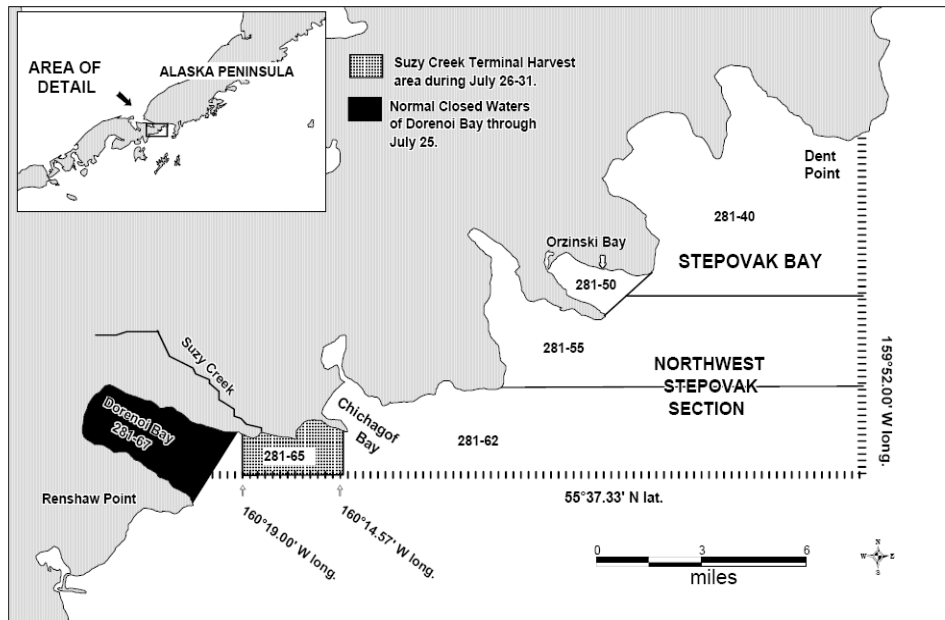 AREA OF
DETAIL
ALASKA PENINSULA
Suzy Creek Terminal Harvest
area during July 26-31.
Normal Closed Waters
of Dorenoi Bay through
July 25.
Dent
Point
281-40
Orzinski Bay
STEPOVAK BAY
281-50
281-55
NORTHWEST
STEPOVAK
SECTION
159°52.00' W long.
Suzy Creek
Chichagof
Bay
Dorenoi Bay
281-67
281-65
281-62
Renshaw Point
55°37.33' N lat.
160°19.00' W long.
160°14.57' W long.
0 3 6
miles
N
W E
S